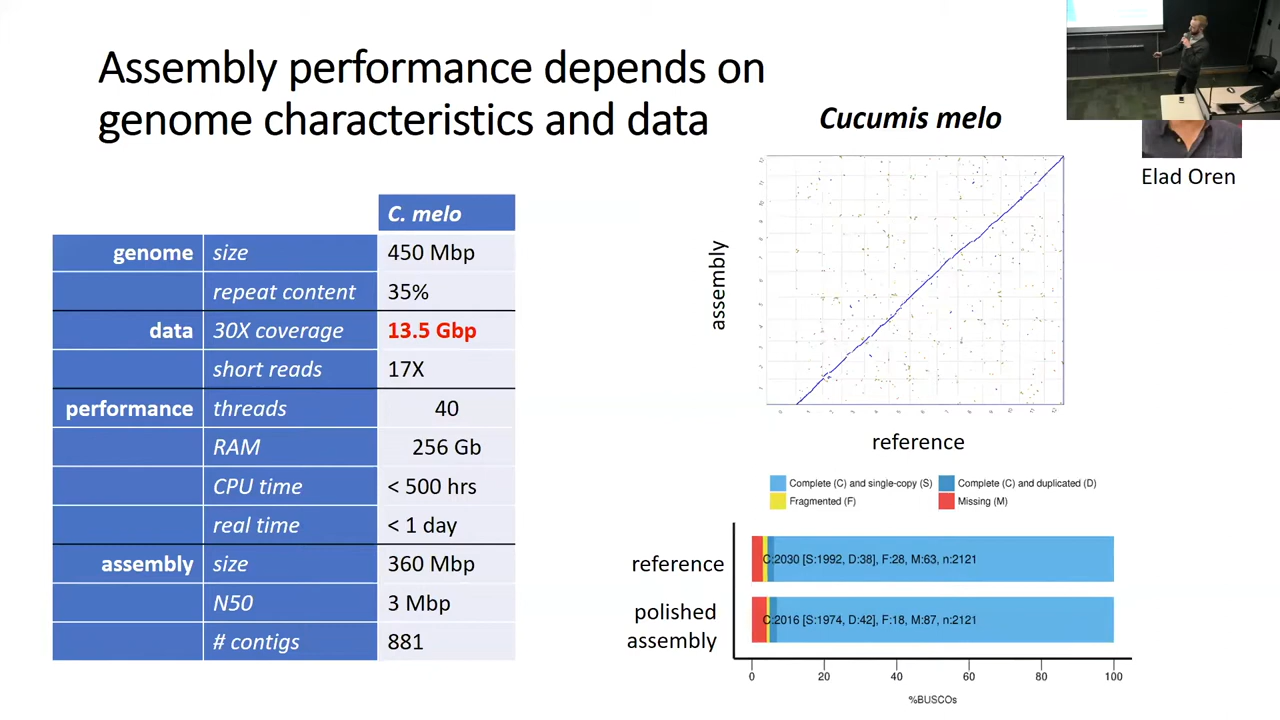 Assembly performance depends on
genome characteristics and data
Cucumis melo
Elad Oren
C. melo
genome size 450 Mbp
repeat content 35%
data 30X coverage 13.5 Gbp
short reads 17X
performance threads 40
RAM 256 Gb
CPU time < 500 hrs
real time < 1 day
assembly size 360 Mbp
N50 3 Mbp
# contigs 881
assembly
reference
Complete (C) and single-copy (S) Complete (C) and duplicated (D)
Fragmented (F) Missing (M)
reference
C:2030 [S:1992, D:38], F:28, M:63, n:2121
polished
assembly
C:2016 [S:1974, D:42], F:18, M:87, n:2121
0 20 40 60 80 100
%BUSCOs